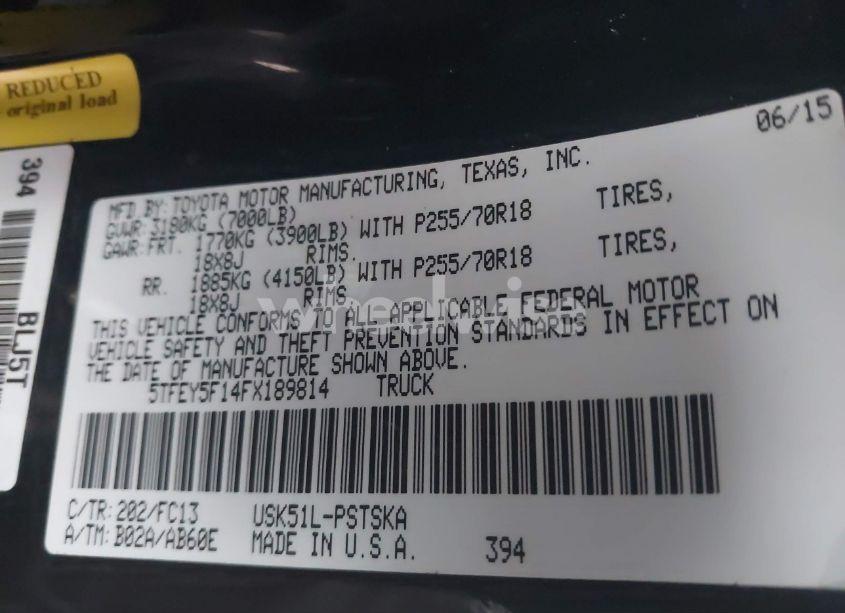 REDUCED
original load
394
BLJ5T
06/15
MFD BY: TOYOTA MOTOR MANUFACTURING, TEXAS, INC.
GVWR: 3180KG (7000LB)
GAWR: FRT. 1770KG (3900LB) WITH P255/70R18 TIRES,
18X8J RIMS.
RR. 1885KG (4150LB) WITH P255/70R18 TIRES,
18X8J RIMS.
THIS VEHICLE CONFORMS TO ALL APPLICABLE FEDERAL MOTOR
VEHICLE SAFETY AND THEFT PREVENTION STANDARDS IN EFFECT ON
THE DATE OF MANUFACTURE SHOWN ABOVE.
5TFEY5F14FX189814 TRUCK
C/TR: 202/FC13 USK51L-PSTSKA
A/TM: B02A/AB60E MADE IN U.S.A. 394